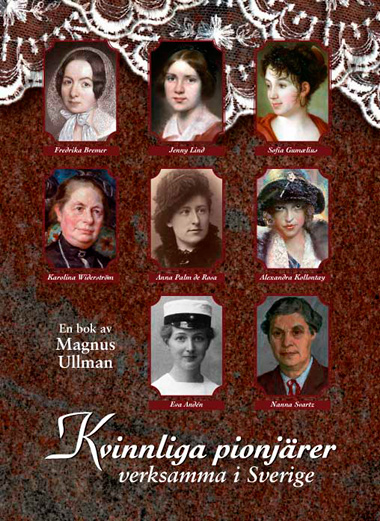 Fredrika Bremer
Jenny Lind
Sofia Gumælius
Karolina Widerström
Anna Palm de Rosa
Alexandra Kollontay
En bok av
Magnus
Ullman
Eva Andén
Nanna Svartz
Kvinnliga pionjärer
verksamma i Sverige